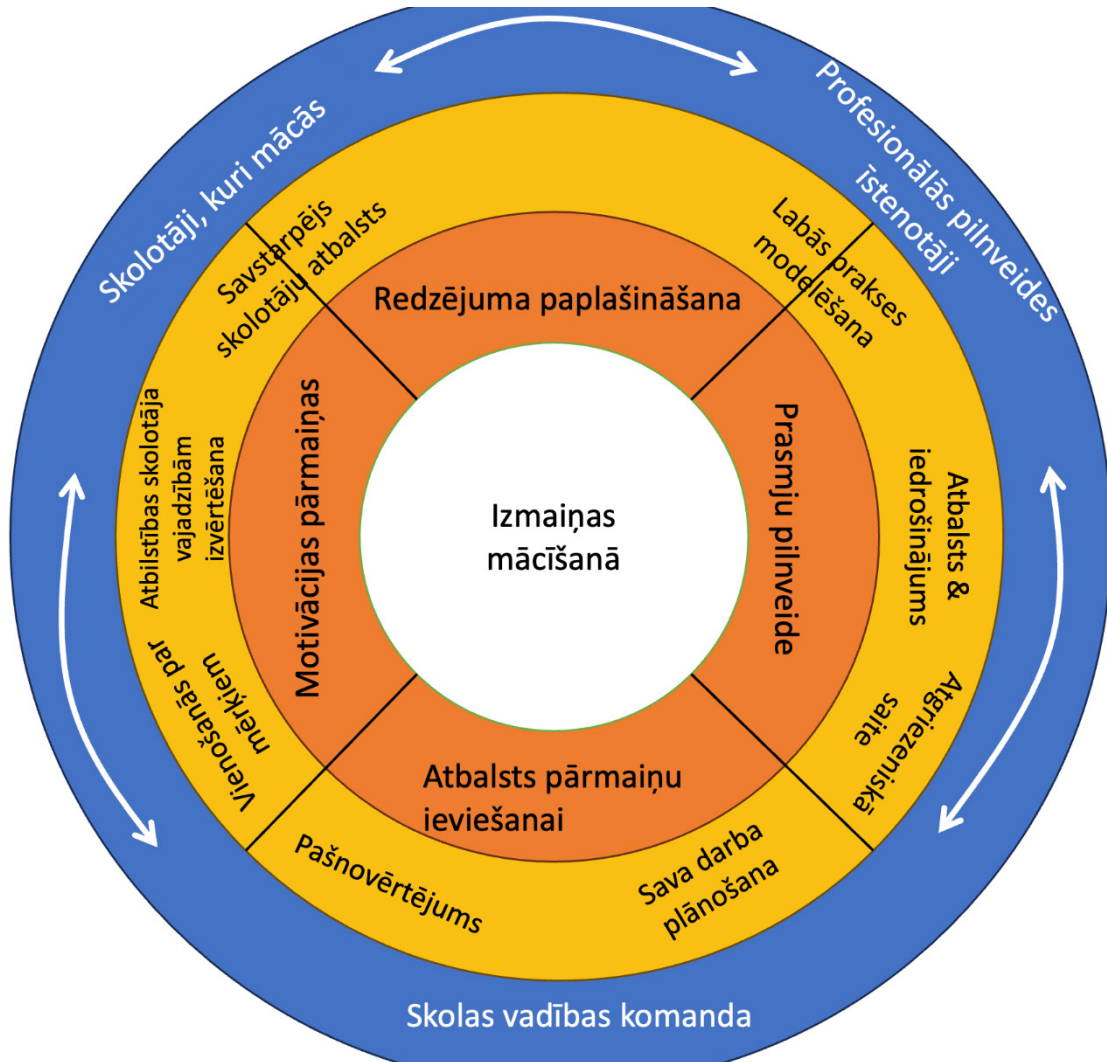 Skolotāji, kuri mācās
Profesionālās pilnveides
īstenotāji
Savstarpējs
skolotāju atbalsts
Labās prakses
modelēšana
Redzējuma paplašināšana
Atbilstības skolotāja
vajadzībām
izvērtēšana
Motivācijas pārmaiņas
Izmaiņas
mācīšanā
Prasmju pilnveide
Atbalsts &
iedrošinājums
Vienošanās par
mērķiem
Atgriezeniskā
saite
Atbalsts pārmaiņu
ieviešanai
Pašnovērtējums
Sava darba
plānošana
Skolas vadības komanda